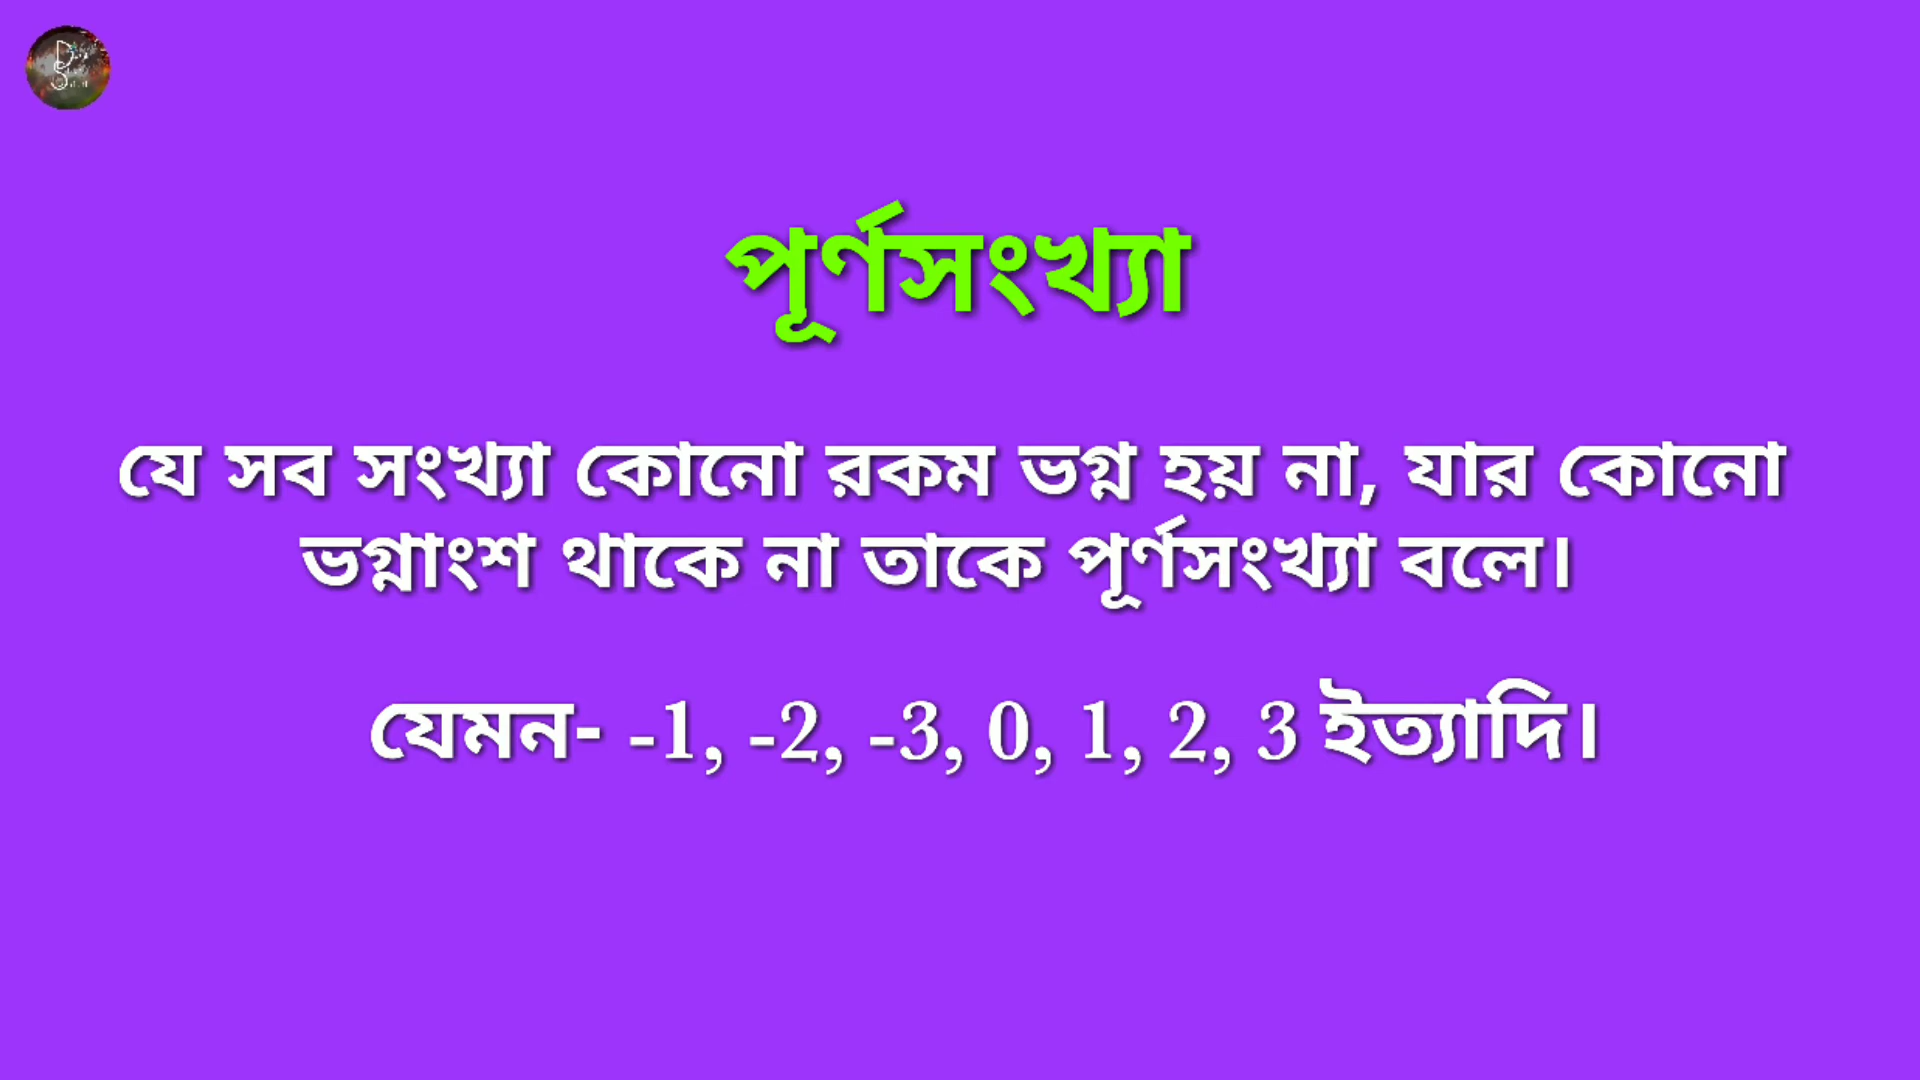 পূর্ণসংখ্যা
যে সব সংখ্যা কোনো রকম ভগ্ন হয় না, যার কোনো
ভগ্নাংশ থাকে না তাকে পূর্ণসংখ্যা বলে।
যেমন- -1, -2, -3, 0, 1, 2, 3 ইত্যাদি।